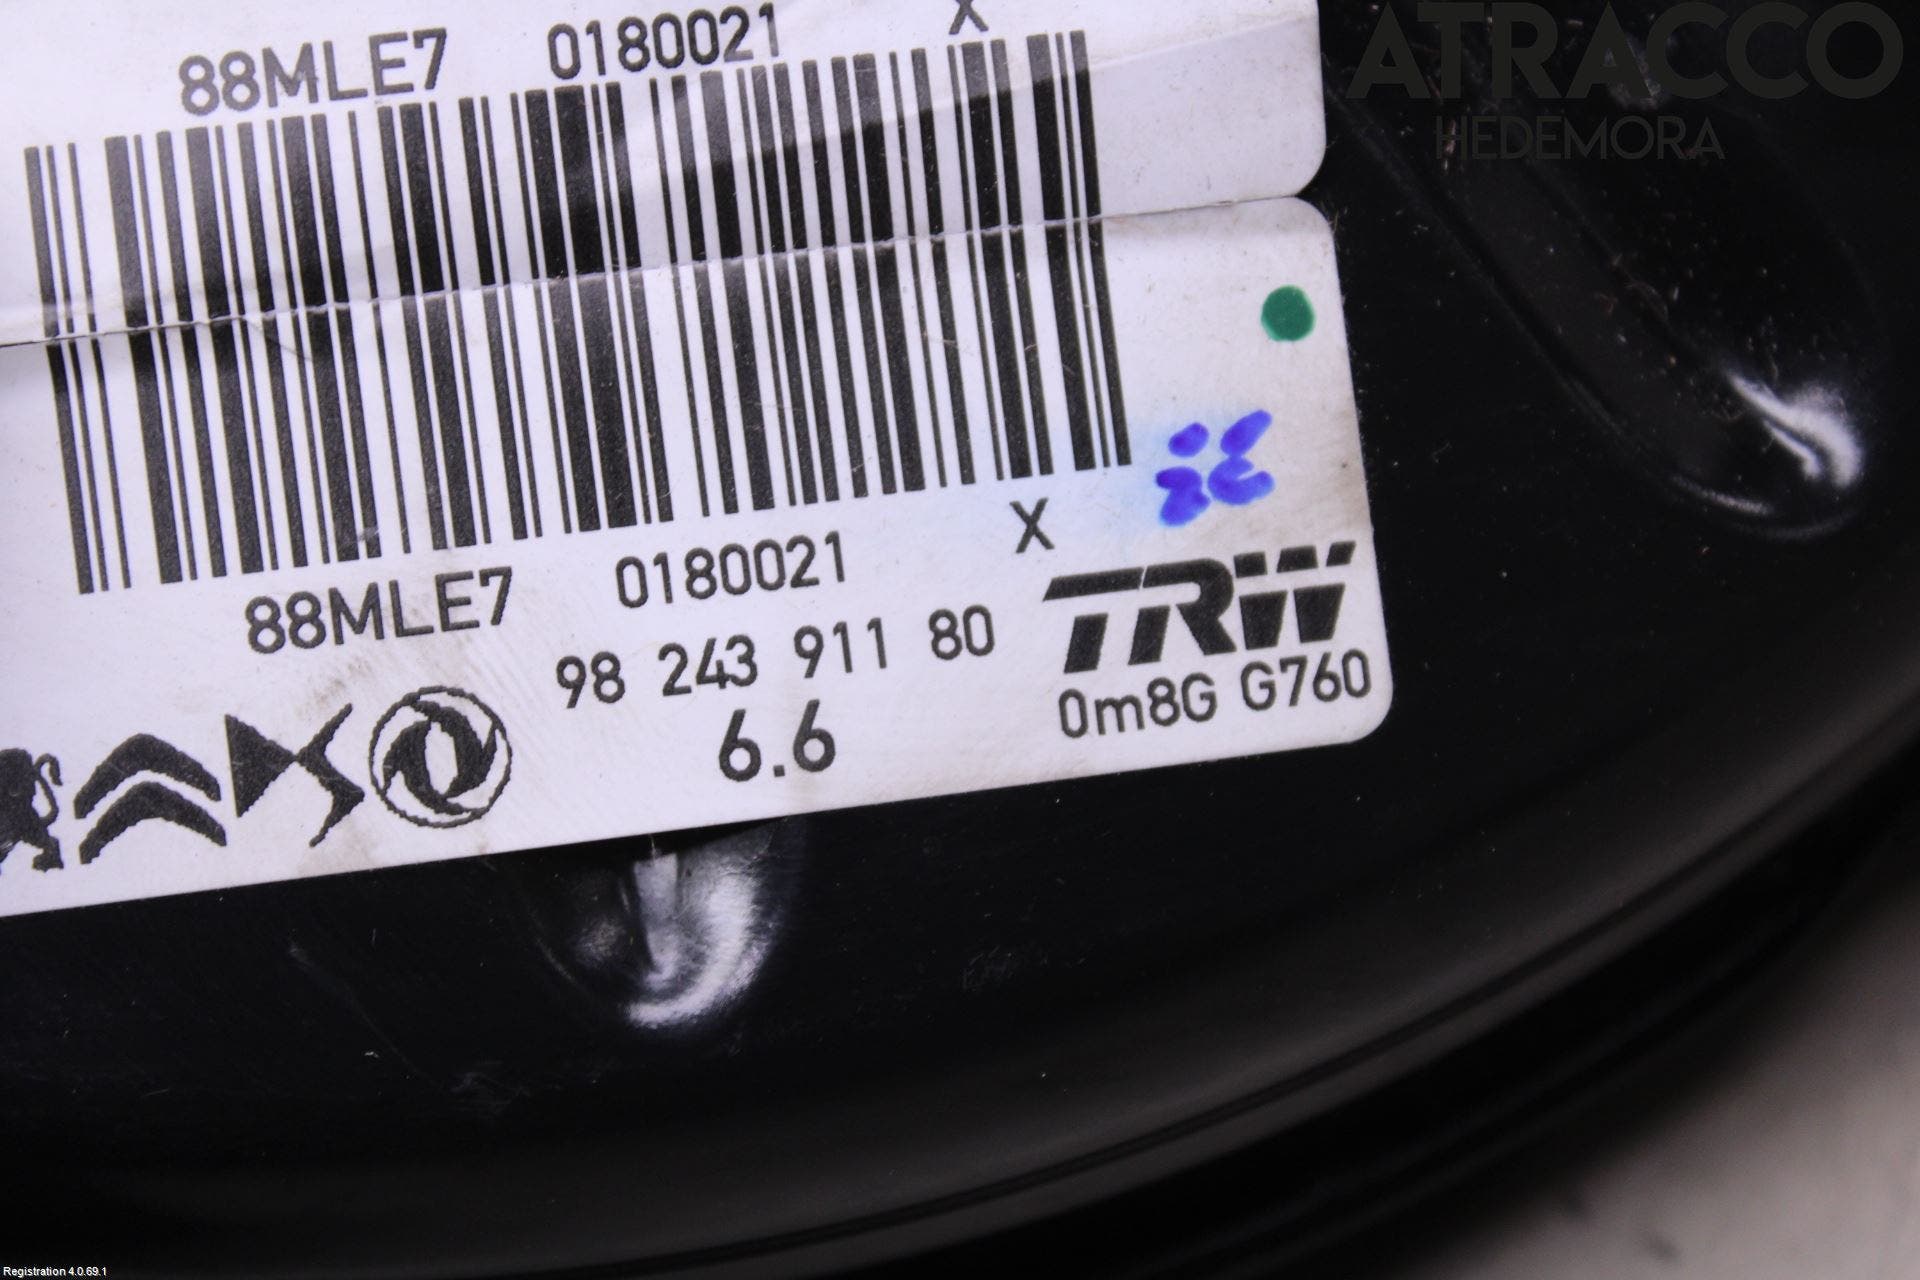 ATRACCO
HEDEMORA
88MLE7 0180021 X
88MLE7 0180021 X
TRW
98 243 911 80
0m8G G760
6.6
Registration 4.0.69.1